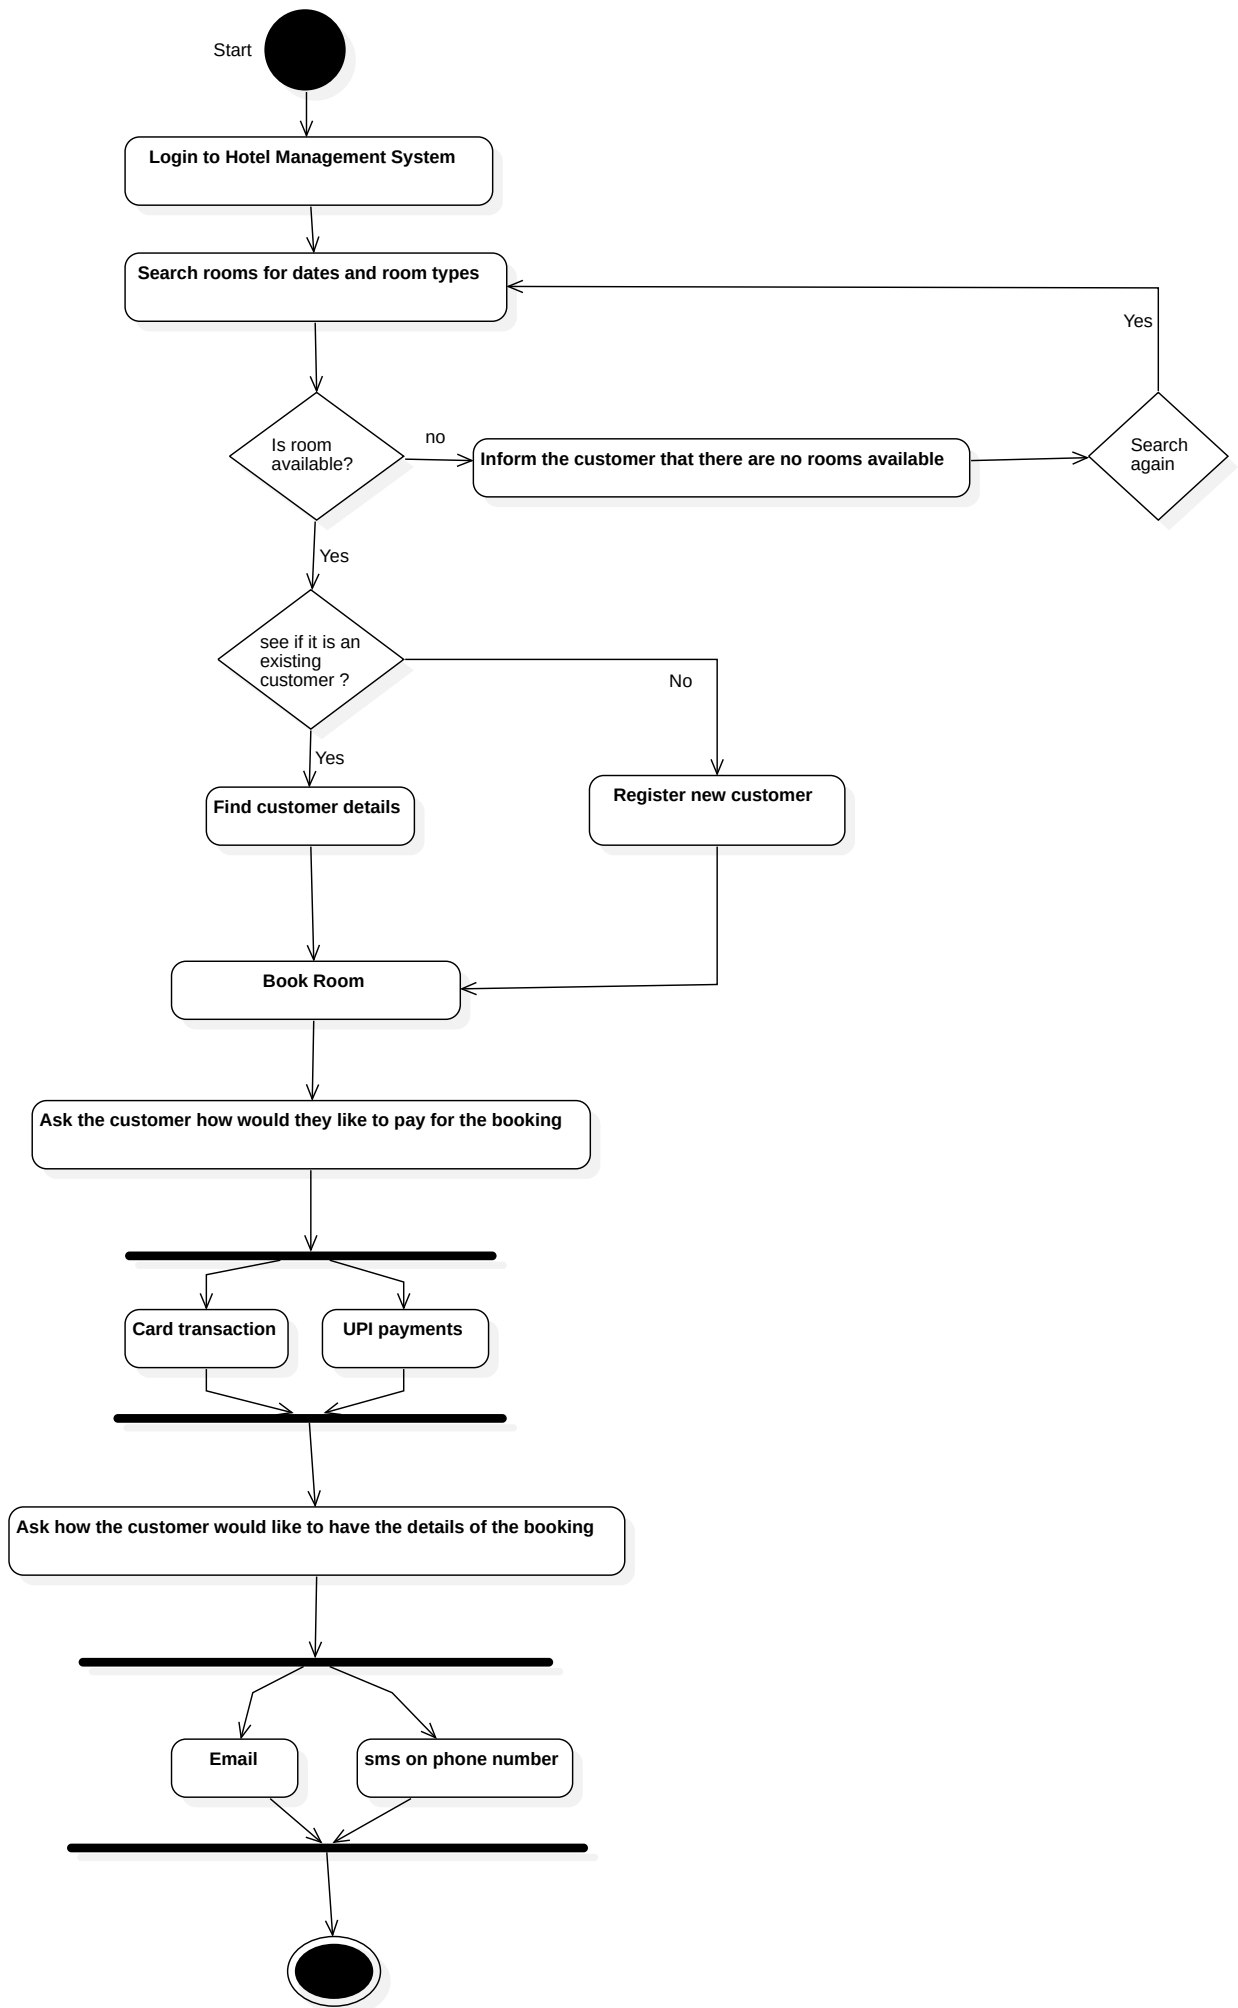 Start
Login to Hotel Management System
Search rooms for dates and room types
Yes
Is room
available?
no
Inform the customer that there are no rooms available
Search
again
Yes
see if it is an
existing
customer ?
No
Yes
Find customer details
Register new customer
Book Room
Ask the customer how would they like to pay for the booking
Card transaction
UPI payments
Ask how the customer would like to have the details of the booking
Email
sms on phone number